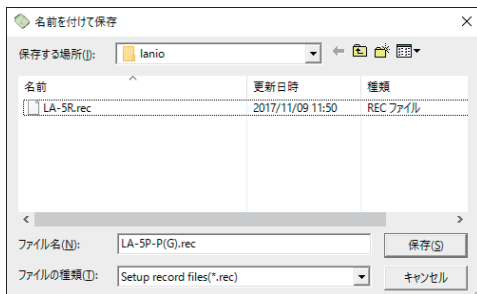 名前を付けて保存
保存する場所(I): lanio
名前 更新日時 種類
LA-5R.rec 2017/11/09 11:50 REC ファイル
ファイル名(N): LA-5P-P(G).rec 保存(S)
ファイルの種類(T): Setup record files(*.rec) キャンセル